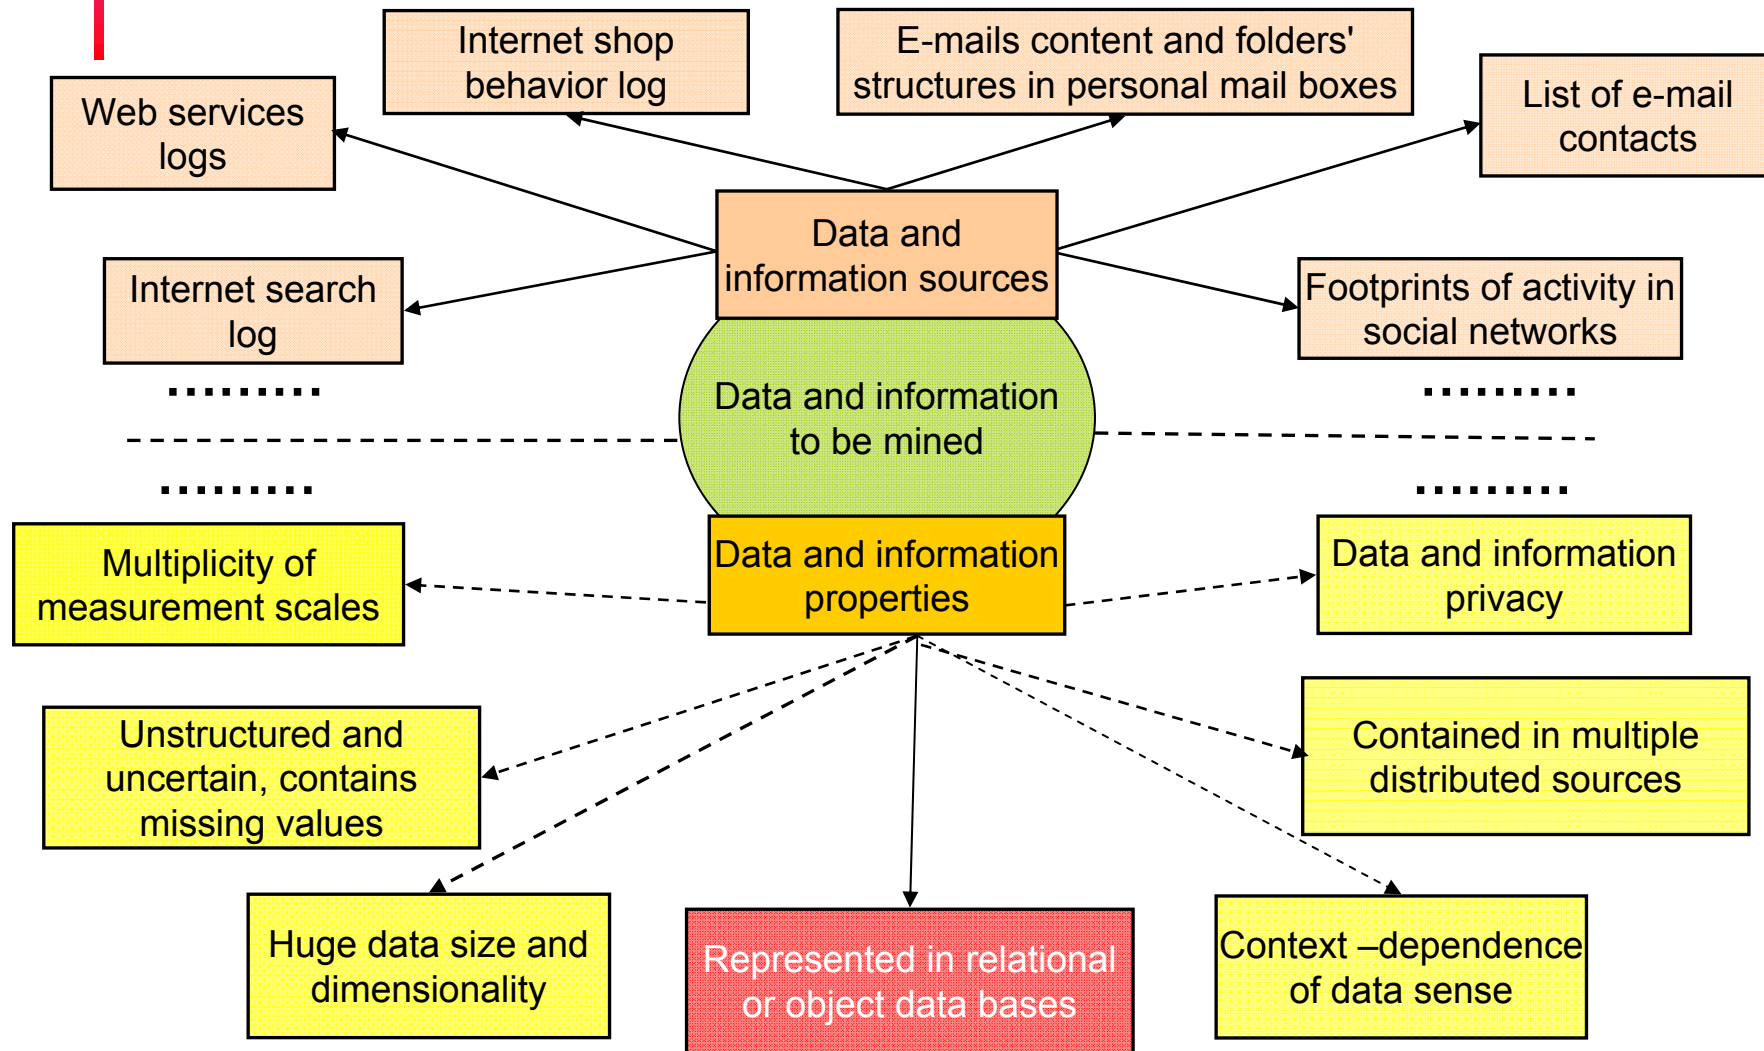 Internet shop
behavior log
E-mails content and folders'
structures in personal mail boxes
Web services
logs
List of e-mail
contacts
Data and
information sources
Internet search
log
Footprints of activity in
social networks
.........
.........
Data and information
to be mined
.........
.........
Multiplicity of
measurement scales
Data and information
properties
Data and information
privacy
Unstructured and
uncertain, contains
missing values
Contained in multiple
distributed sources
Huge data size and
dimensionality
Represented in relational
or object data bases
Context –dependence
of data sense